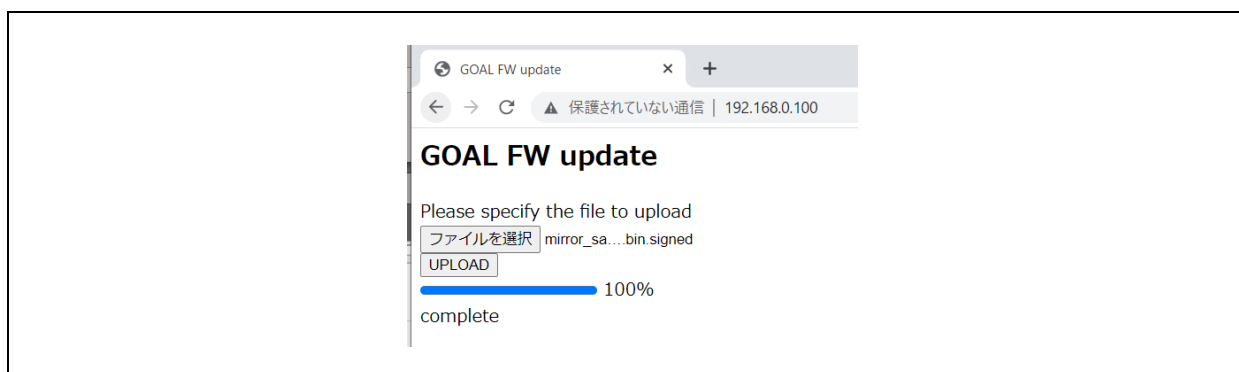 GOAL FW update
保護されていない通信 | 192.168.0.100
GOAL FW update
Please specify the file to upload
ファイルを選択 mirror_sa....bin.signed
UPLOAD
100%
complete